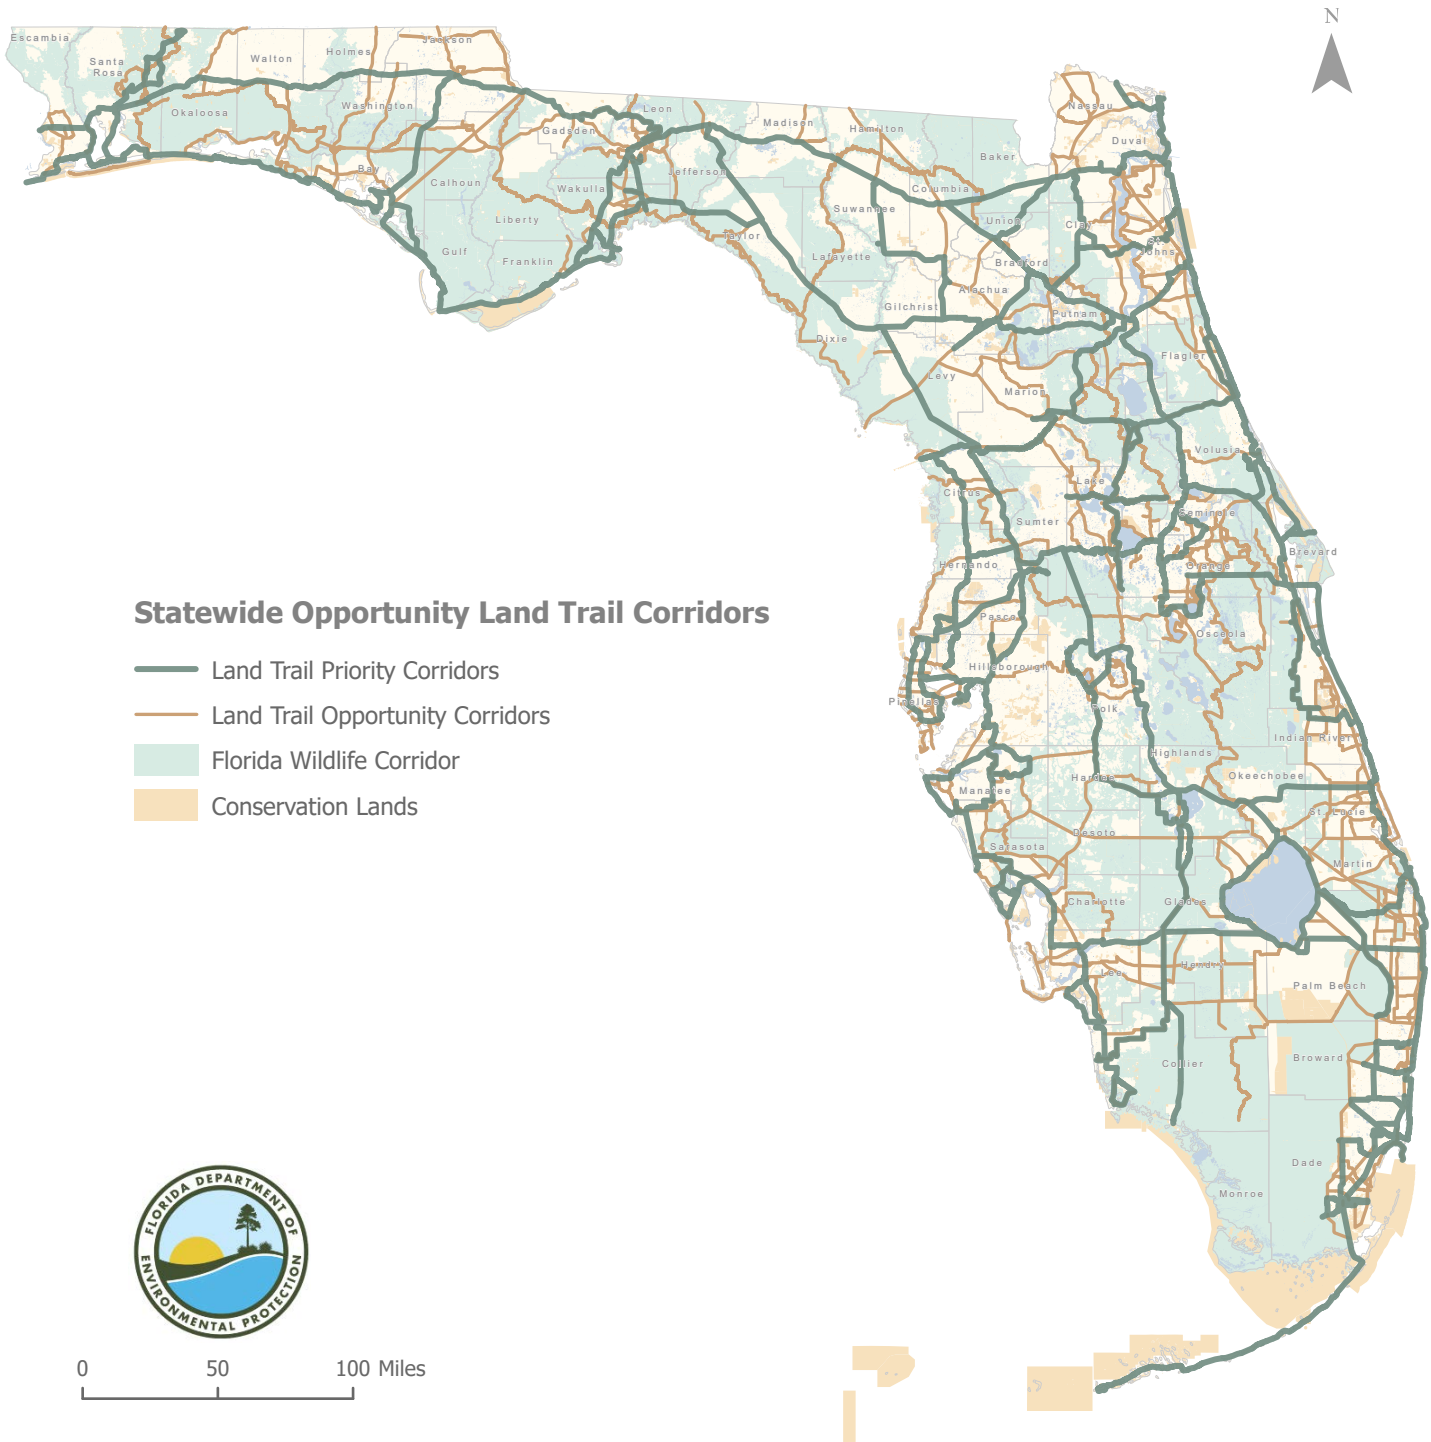 N
Escambia
Santa
Rosa
Okaloosa
Walton
Holmes
Jackson
Washington
Bay
Calhoun
Gulf
Liberty
Franklin
Gadsden
Leon
Wakulla
Jefferson
Madison
Taylor
Hamilton
Suwannee
Lafayette
Dixie
Columbia
Baker
Union
Bradford
Gilchrist
Alachua
Levy
Nassau
Duval
Clay
St.
Johns
Putnam
Flagler
Marion
Volusia
Citrus
Sumter
Lake
Seminole
Hernando
Orange
Brevard
Pasco
Osceola
Hillsborough
Pinellas
Polk
Indian River
Manatee
Hardee
Highlands
Okeechobee
St. Lucie
Sarasota
Desoto
Martin
Charlotte
Glades
Lee
Hendry
Palm Beach
Collier
Broward
Dade
Monroe
Statewide Opportunity Land Trail Corridors
Land Trail Priority Corridors
Land Trail Opportunity Corridors
Florida Wildlife Corridor
Conservation Lands
FLORIDA DEPARTMENT OF
ENVIRONMENTAL PROTECTION
0 50 100 Miles